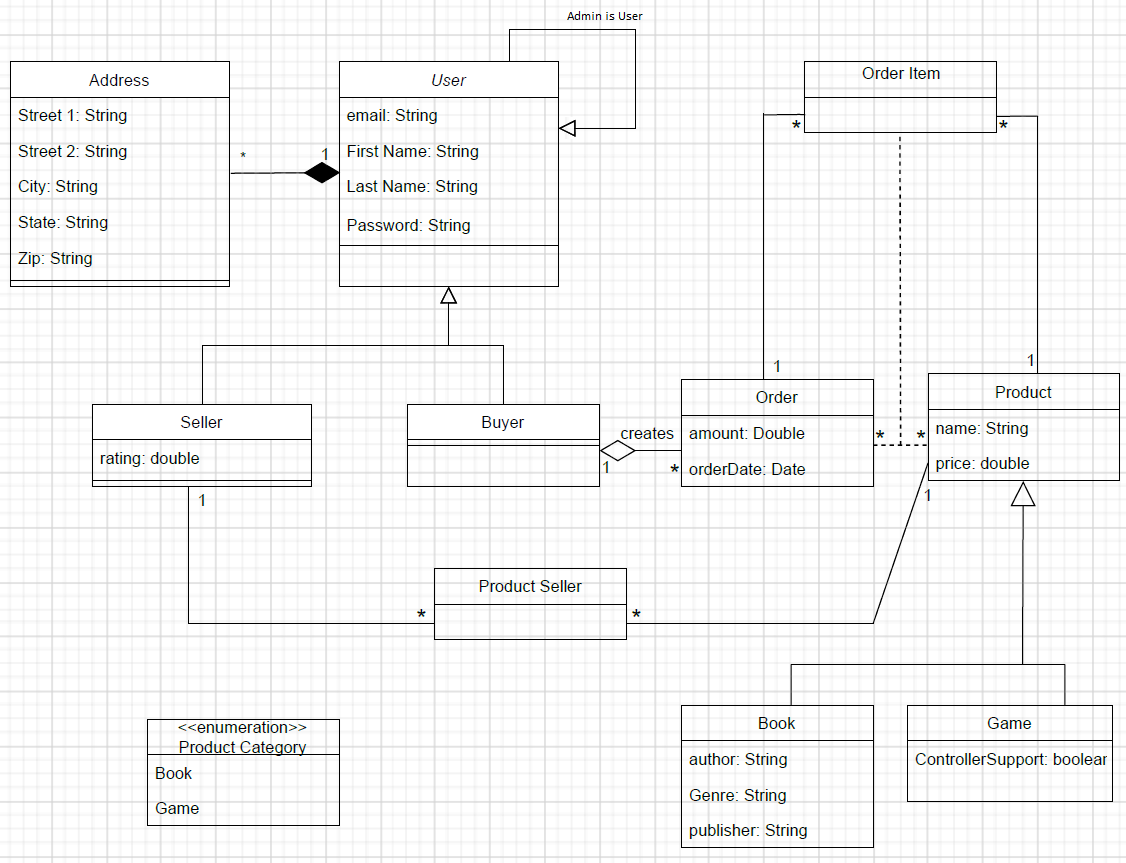 Admin is User
Address
Street 1: String
Street 2: String
City: String
State: String
Zip: String
*
1
User
email: String
First Name: String
Last Name: String
Password: String
Order Item
*
*
1
1
Seller
rating: double
1
Buyer
creates
1
*
Order
amount: Double
orderDate: Date
*
*
Product
name: String
price: double
1
Product Seller
*
*
<<enumeration>>
Product Category
Book
Game
Book
author: String
Genre: String
publisher: String
Game
ControllerSupport: boolear